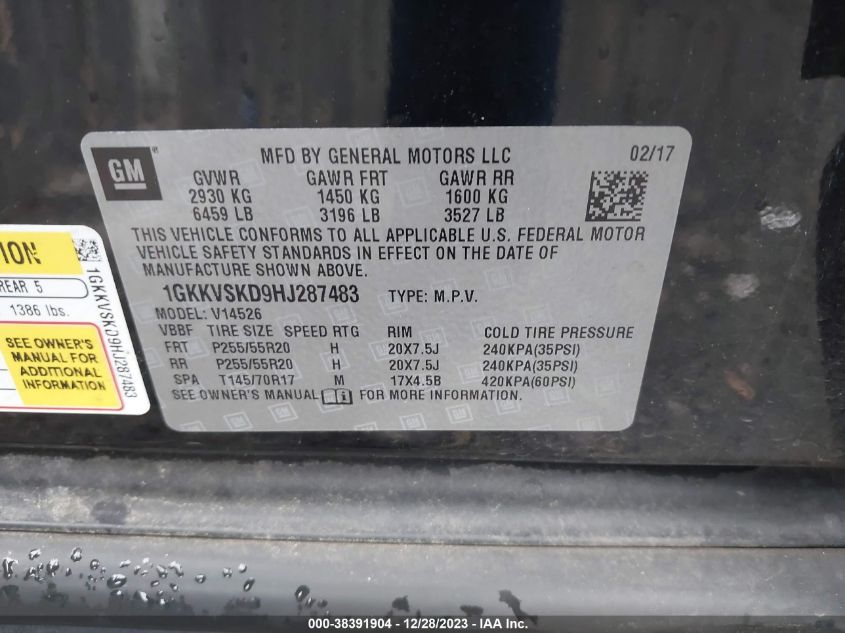 GM
®
MFD BY GENERAL MOTORS LLC 02/17
GVWR GAWR FRT GAWR RR
2930 KG 1450 KG 1600 KG
6459 LB 3196 LB 3527 LB
THIS VEHICLE CONFORMS TO ALL APPLICABLE U.S. FEDERAL MOTOR
VEHICLE SAFETY STANDARDS IN EFFECT ON THE DATE OF
MANUFACTURE SHOWN ABOVE.
1GKKVSKD9HJ287483 TYPE: M.P.V.
MODEL: V14526
VBBF TIRE SIZE SPEED RTG RIM COLD TIRE PRESSURE
FRT P255/55R20 H 20X7.5J 240KPA(35PSI)
RR P255/55R20 H 20X7.5J 240KPA(35PSI)
SPA T145/70R17 M 17X4.5B 420KPA(60PSI)
SEE OWNER'S MANUAL FOR MORE INFORMATION.
REAR 5
1386 lbs.
SEE OWNER'S
MANUAL FOR
ADDITIONAL
INFORMATION
1GKKVSKD9HJ287483
000-38391904 - 12/28/2023 - IAA Inc.